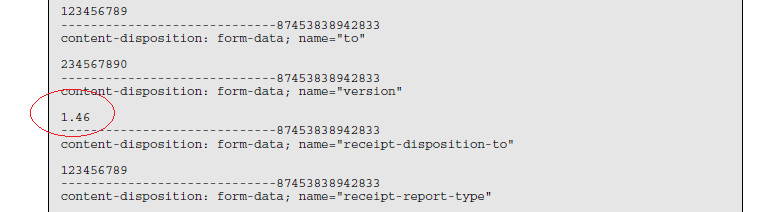 123456789
-----------------------------87453838942833
content-disposition: form-data; name="to"
234567890
-----------------------------87453838942833
content-disposition: form-data; name="version"
1.46
-----------------------------87453838942833
content-disposition: form-data; name="receipt-disposition-to"
123456789
-----------------------------87453838942833
content-disposition: form-data; name="receipt-report-type"